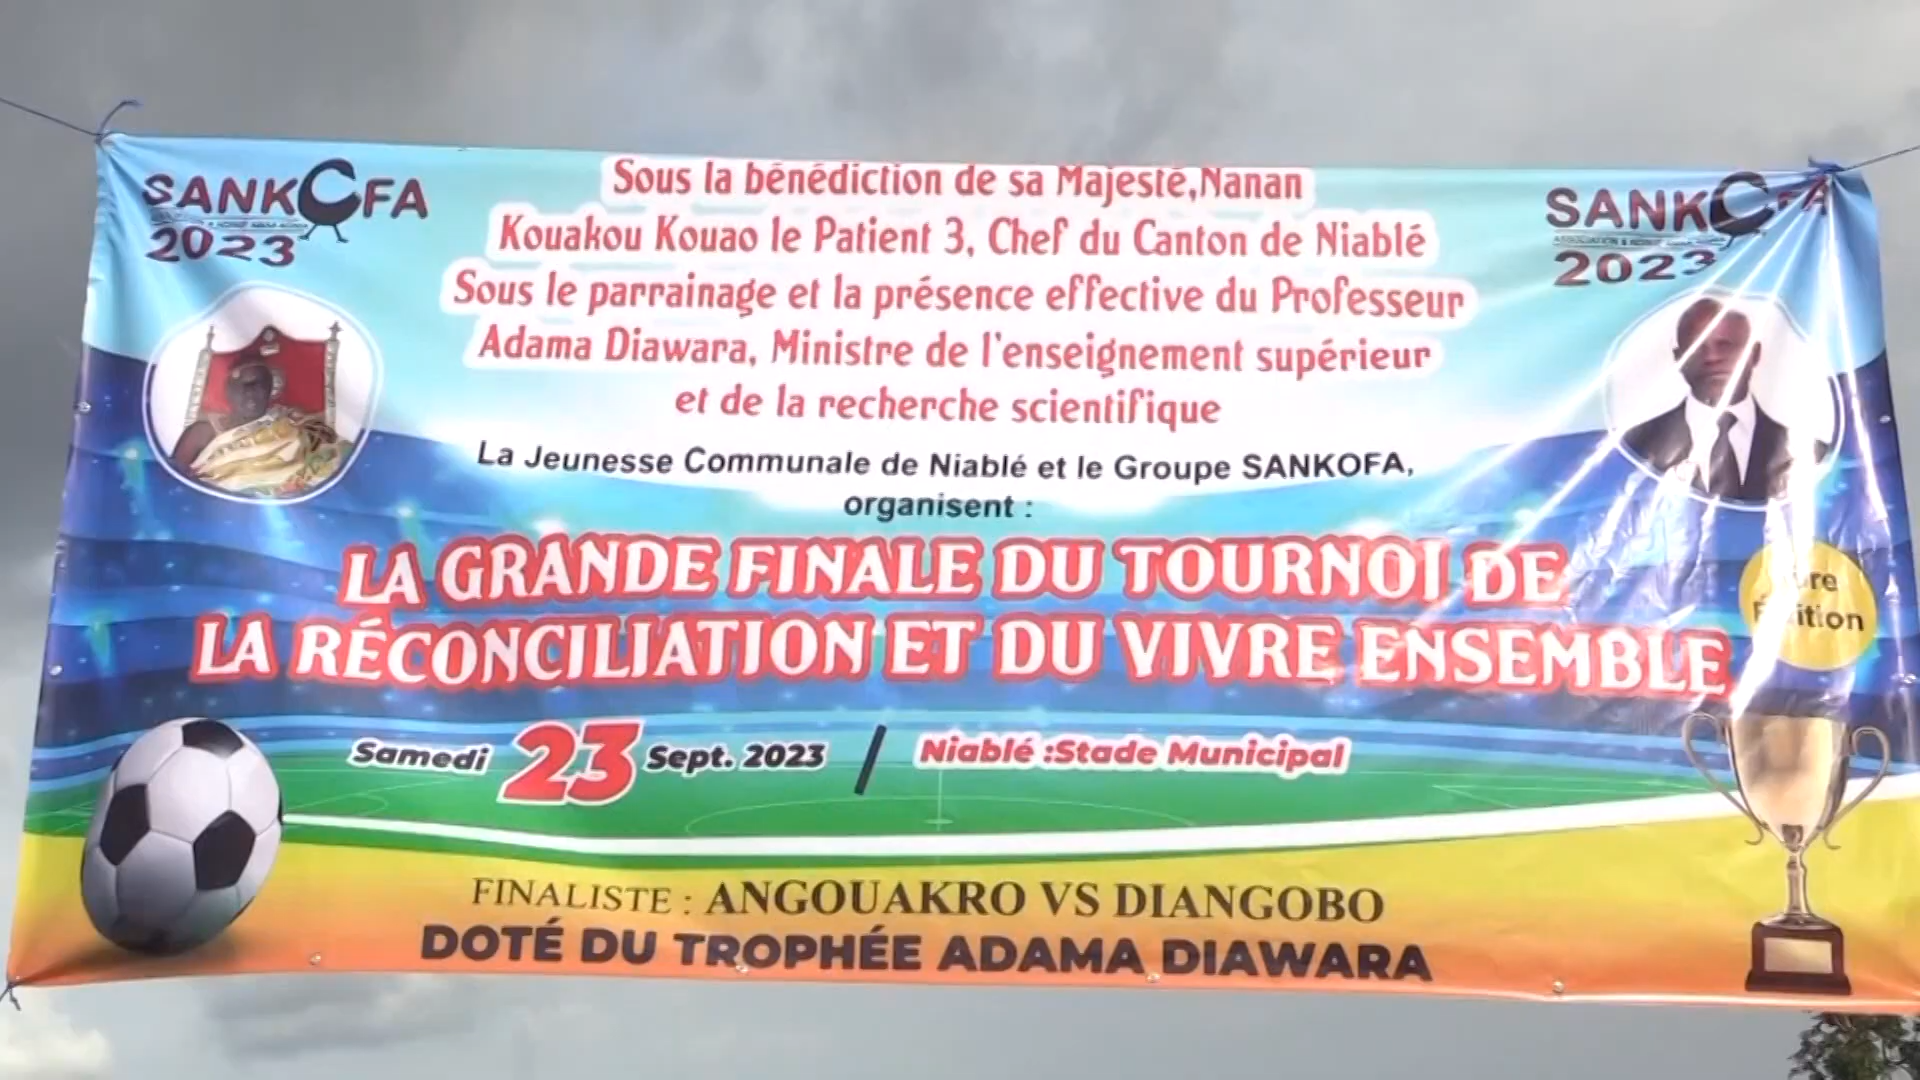 SANKOFA
2023
SANKOFA
2023
Sous la bénédiction de sa Majesté,Nanan
Kouakou Kouao le Patient 3, Chef du Canton de Niablé
Sous le parrainage et la présence effective du Professeur
Adama Diawara, Ministre de l'enseignement supérieur
et de la recherche scientifique
La Jeunesse Communale de Niablé et le Groupe SANKOFA,
organisent :
LA GRANDE FINALE DU TOURNOI DE
LA RÉCONCILIATION ET DU VIVRE ENSEMBLE
Édition
Samedi 23 Sept. 2023 / Niablé :Stade Municipal
FINALISTE : ANGOUAKRO VS DIANGOBO
DOTÉ DU TROPHÉE ADAMA DIAWARA